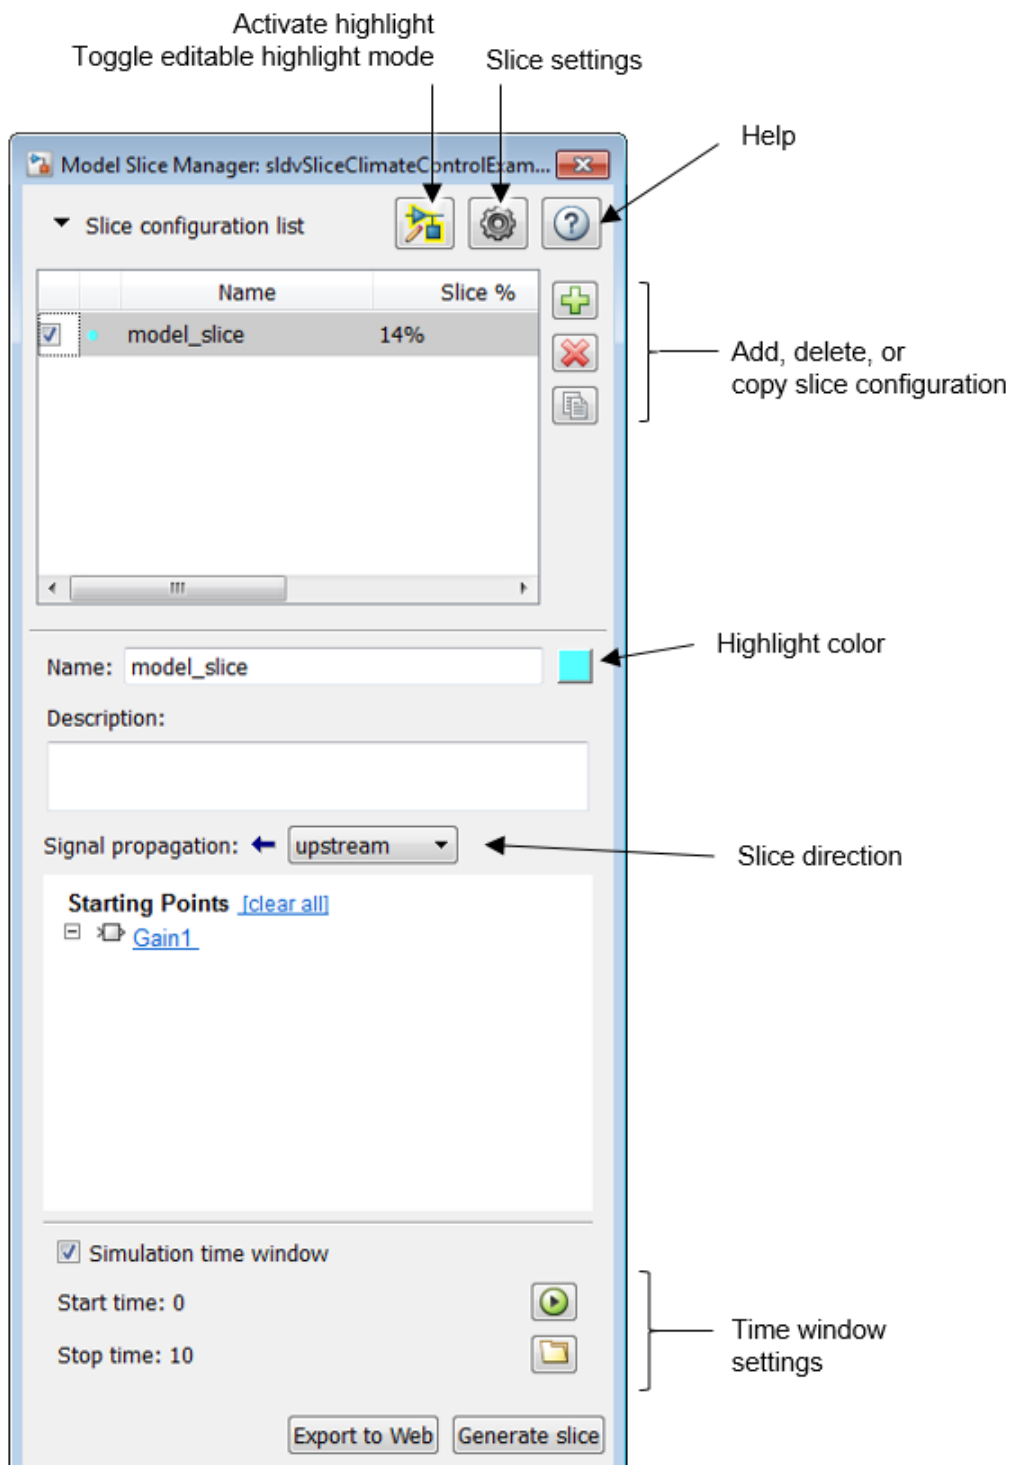 Activate highlight
Toggle editable highlight mode
Slice settings
Help
Model Slice Manager: sldvSliceClimateControlExam...
Slice configuration list
Name Slice %
model_slice 14%
Add, delete, or
copy slice configuration
Highlight color
Name: model_slice
Description:
Signal propagation: upstream
Slice direction
Starting Points [clear all]
Gain1
Simulation time window
Start time: 0
Stop time: 10
Time window
settings
Export to Web Generate slice